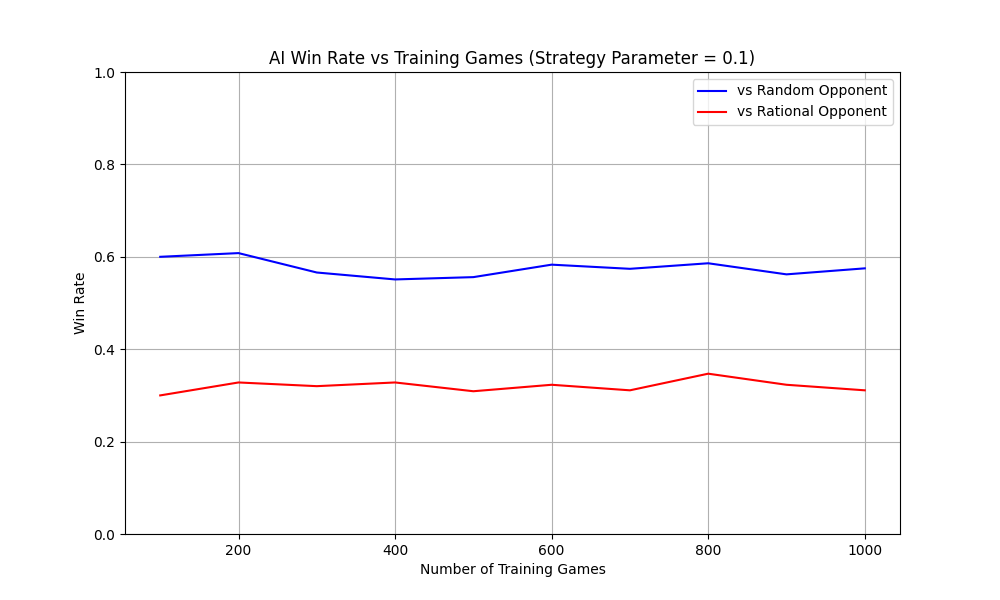 AI Win Rate vs Training Games (Strategy Parameter = 0.1)
1.0
0.8
0.6
0.4
0.2
0.0
Win Rate
vs Random Opponent
vs Rational Opponent
200 400 600 800 1000
Number of Training Games